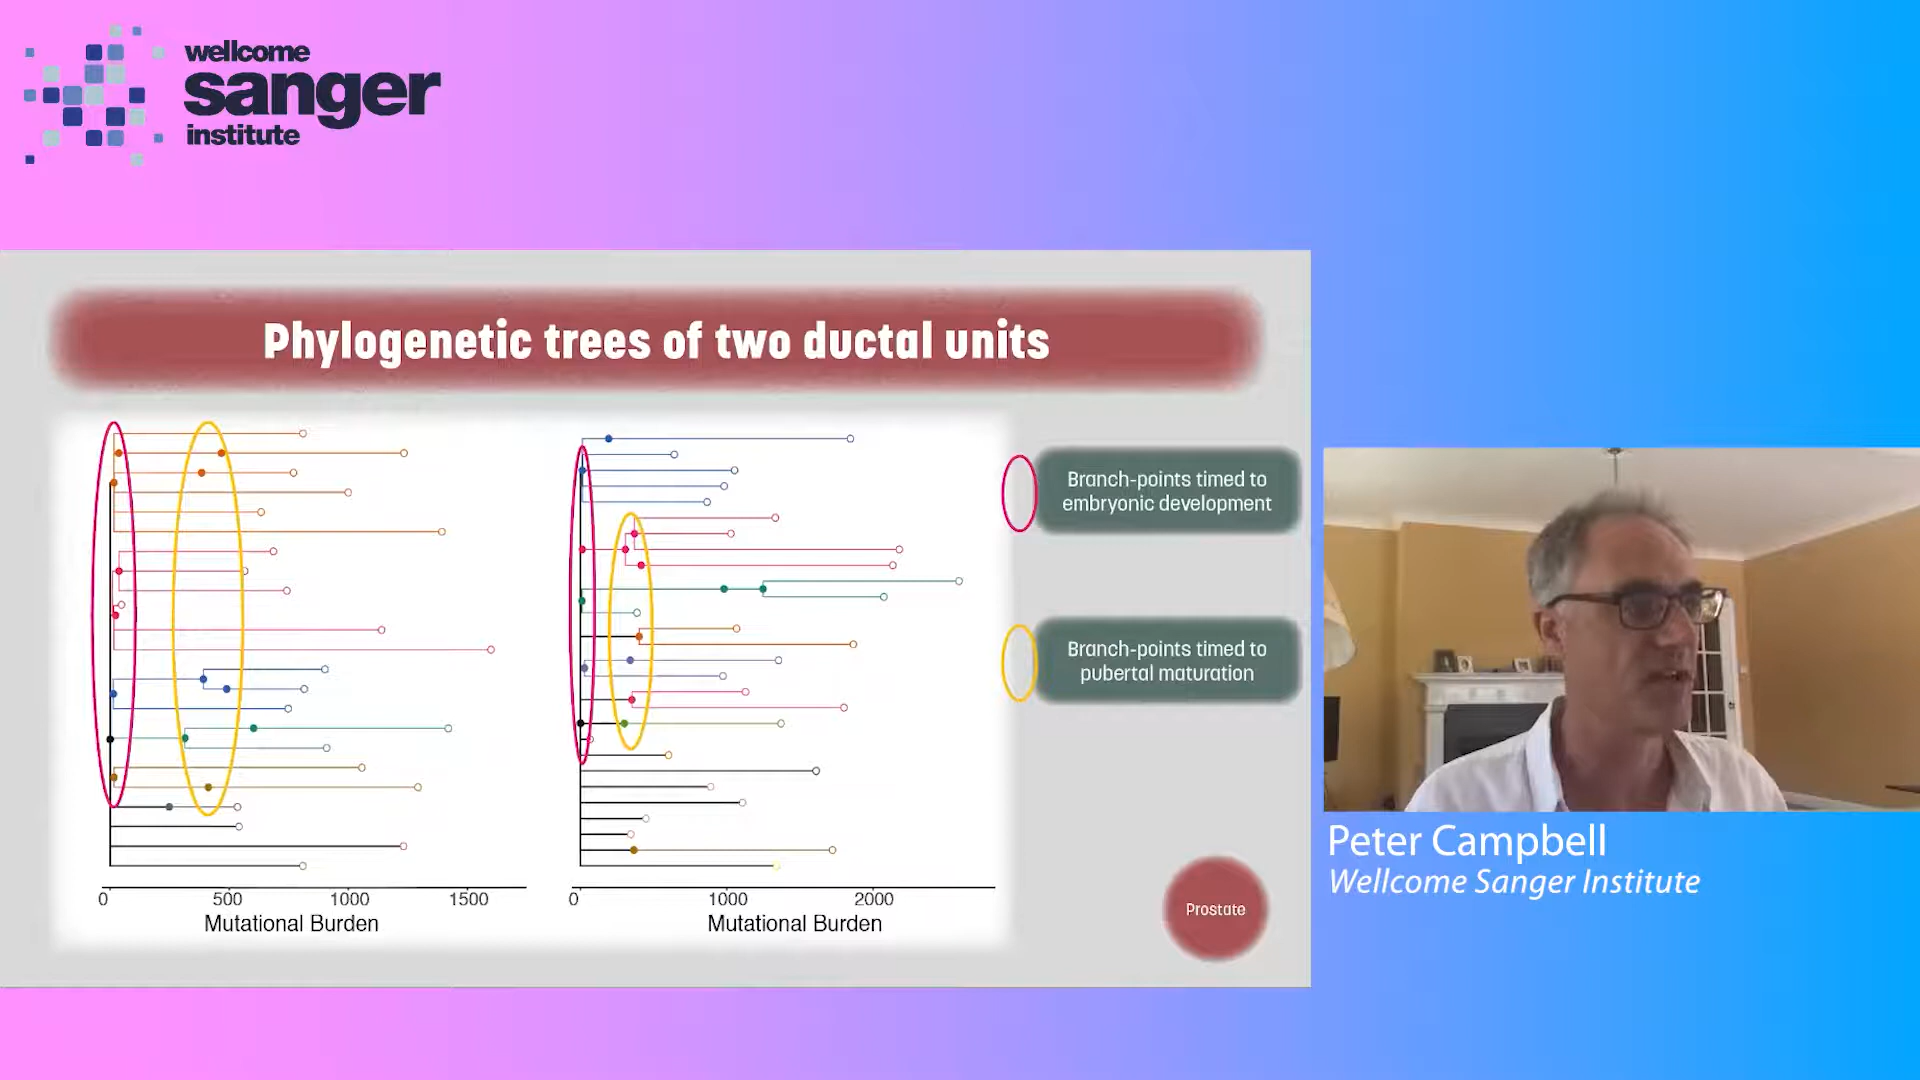 wellcome
sanger
institute
Phylogenetic trees of two ductal units
Branch-points timed to
embryonic development
Branch-points timed to
pubertal maturation
0 500 1000 1500
Mutational Burden
0 1000 2000
Mutational Burden
Prostate
Peter Campbell
Wellcome Sanger Institute